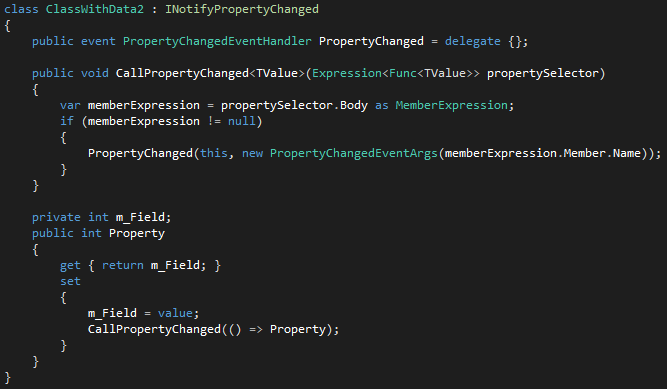 class ClassWithData2 : INotifyPropertyChanged
{
    public event PropertyChangedEventHandler PropertyChanged = delegate {};

    public void CallPropertyChanged<TValue>(Expression<Func<TValue>> propertySelector)
    {
        var memberExpression = propertySelector.Body as MemberExpression;
        if (memberExpression != null)
        {
            PropertyChanged(this, new PropertyChangedEventArgs(memberExpression.Member.Name));
        }
    }

    private int m_Field;
    public int Property
    {
        get { return m_Field; }
        set
        {
            m_Field = value;
            CallPropertyChanged(() => Property);
        }
    }
}